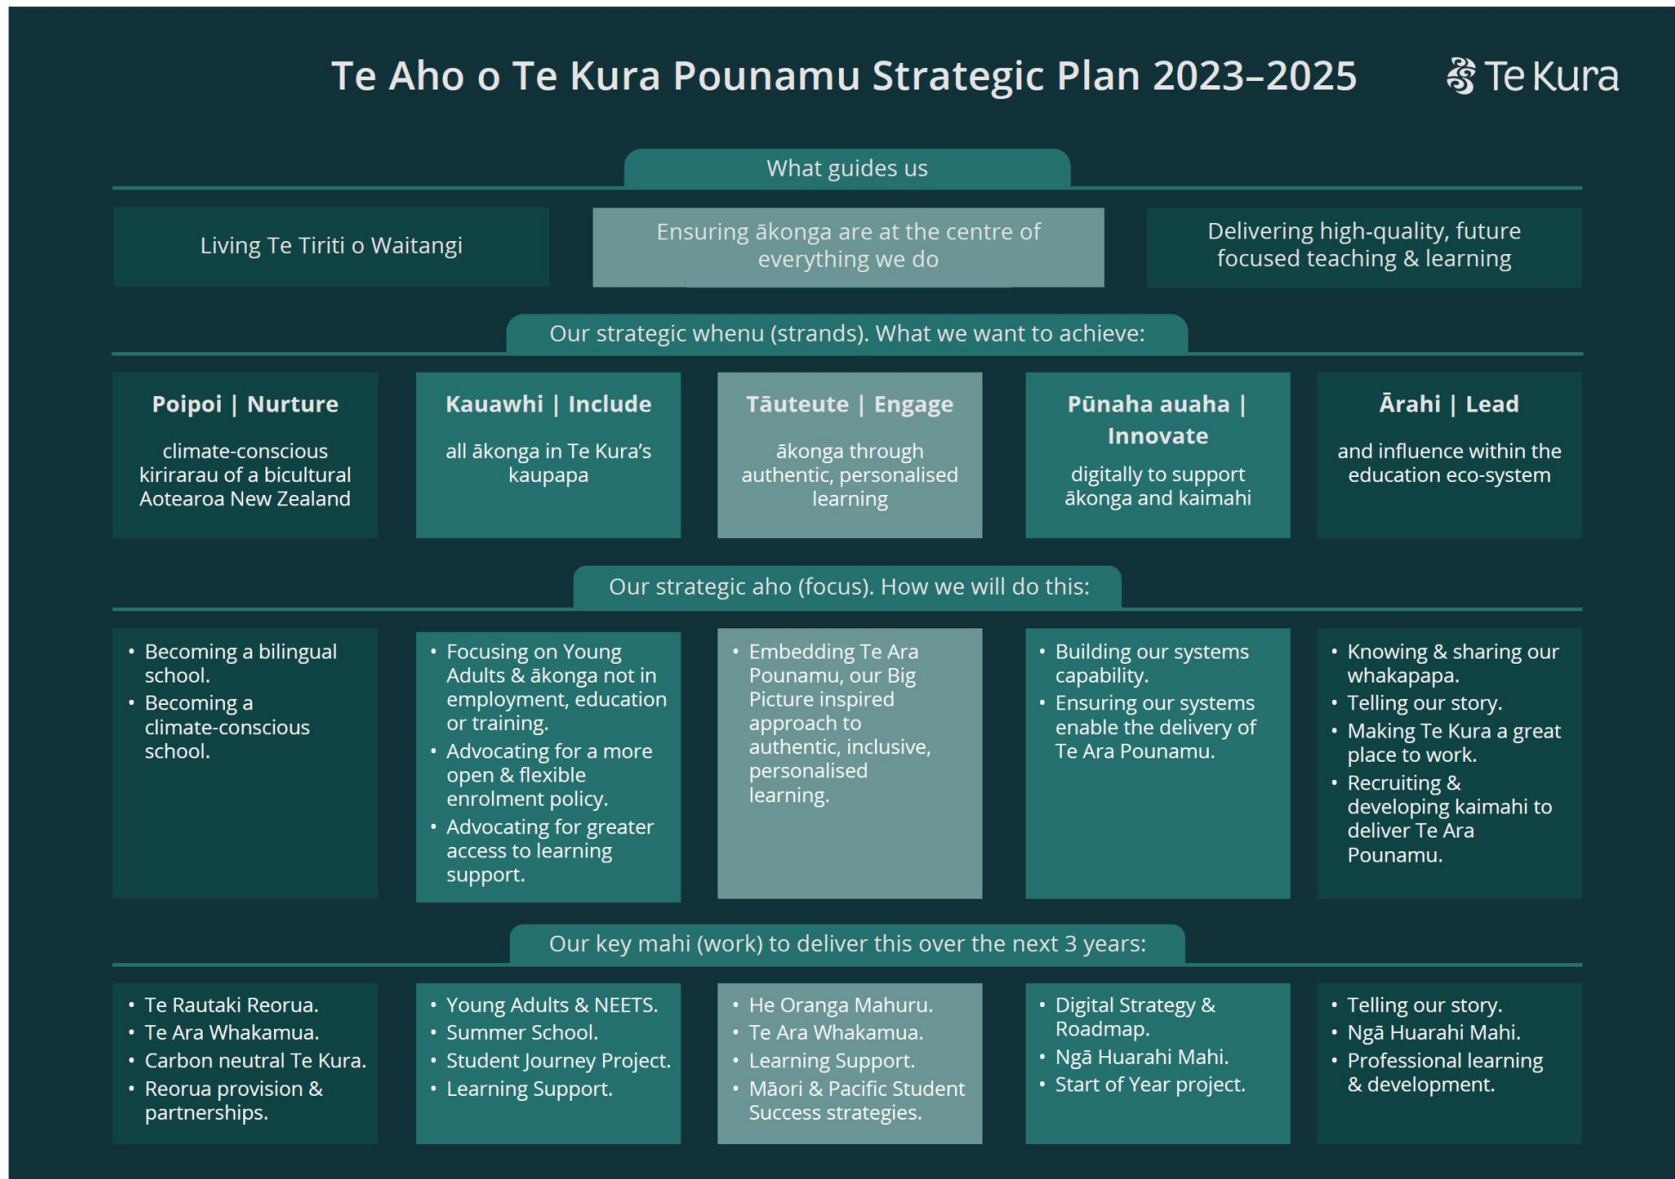 Te Aho o Te Kura Pounamu Strategic Plan 2023–2025
Te Kura
What guides us
Living Te Tiriti o Waitangi
Ensuring ākonga are at the centre of
everything we do
Delivering high-quality, future
focused teaching & learning
Our strategic whenu (strands). What we want to achieve:
Poipoi | Nurture
climate-conscious
kirirarau of a bicultural
Aotearoa New Zealand
Kauawhi | Include
all ākonga in Te Kura's
kaupapa
Tāuteute | Engage
ākonga through
authentic, personalised
learning
Pūnaha auaha |
Innovate
digitally to support
ākonga and kaimahi
Ārahi | Lead
and influence within the
education eco-system
Our strategic aho (focus). How we will do this:
• Becoming a bilingual
school.
• Becoming a
climate-conscious
school.
• Focusing on Young
Adults & ākonga not in
employment, education
or training.
• Advocating for a more
open & flexible
enrolment policy.
• Advocating for greater
access to learning
support.
• Embedding Te Ara
Pounamu, our Big
Picture inspired
approach to
authentic, inclusive,
personalised
learning.
• Building our systems
capability.
• Ensuring our systems
enable the delivery of
Te Ara Pounamu.
• Knowing & sharing our
whakapapa.
• Telling our story.
• Making Te Kura a great
place to work.
• Recruiting &
developing kaimahi to
deliver Te Ara
Pounamu.
Our key mahi (work) to deliver this over the next 3 years:
• Te Rautaki Reorua.
• Te Ara Whakamua.
• Carbon neutral Te Kura.
• Reorua provision &
partnerships.
• Young Adults & NEETS.
• Summer School.
• Student Journey Project.
• Learning Support.
• He Oranga Mahuru.
• Te Ara Whakamua.
• Learning Support.
• Māori & Pacific Student
Success strategies.
• Digital Strategy &
Roadmap.
• Ngā Huarahi Mahi.
• Start of Year project.
• Telling our story.
• Ngā Huarahi Mahi.
• Professional learning
& development.